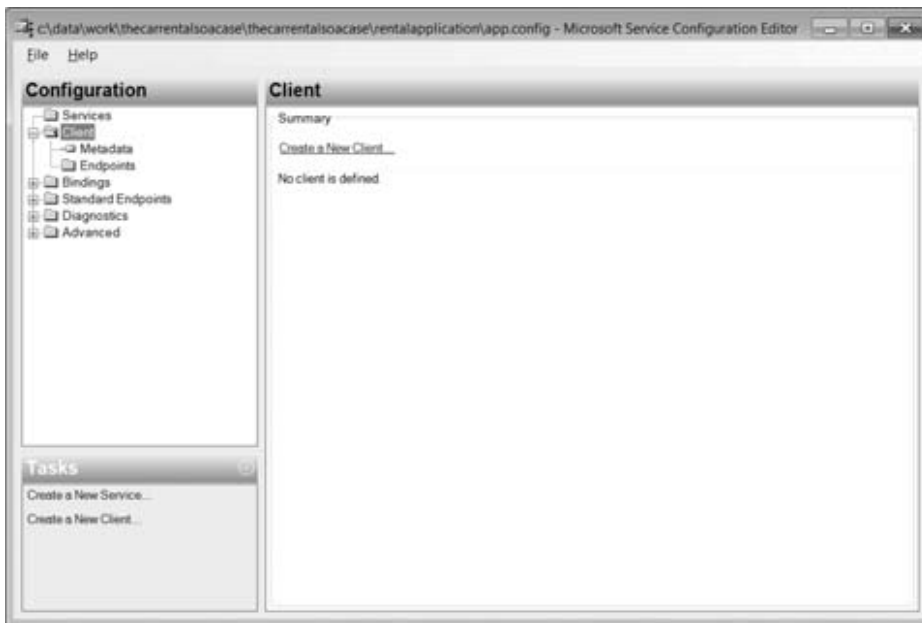 c:\data\work\thecarrentalsoacase\thecarrentalsoacase\rentalapplication\app.config - Microsoft Service Configuration Editor
File Help
Configuration
Services
Client
Metadata
Endpoints
Bindings
Standard Endpoints
Diagnostics
Advanced
Tasks
Create a New Service...
Create a New Client...
Client
Summary
Create a New Client...
No client is defined